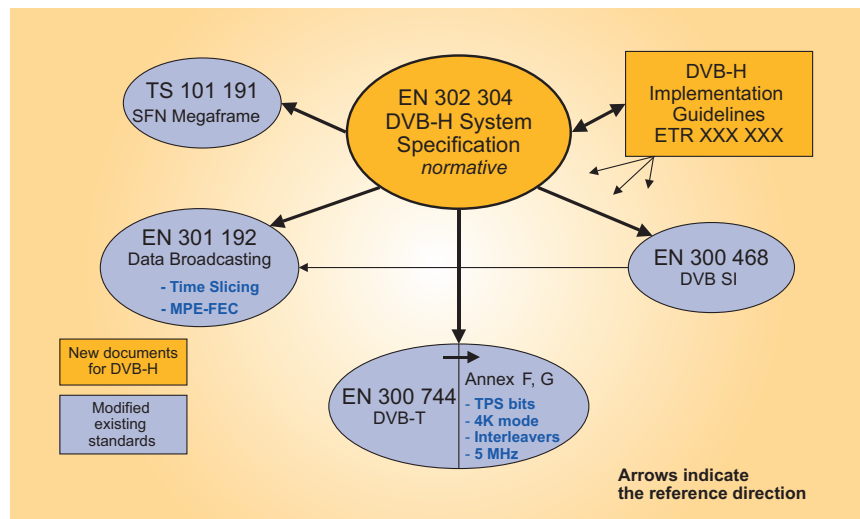 TS 101 191
SFN Megaframe
EN 302 304
DVB-H System
Specification
normative
DVB-H
Implementation
Guidelines
ETR XXX XXX
EN 301 192
Data Broadcasting
- Time Slicing
- MPE-FEC
EN 300 468
DVB SI
New documents
for DVB-H
Modified
existing
standards
EN 300 744
DVB-T
Annex F, G
- TPS bits
- 4K mode
- Interleavers
- 5 MHz
Arrows indicate
the reference direction